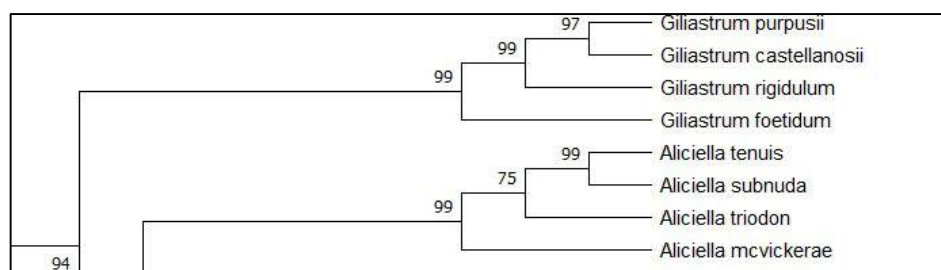 97 Giliastrum purpusii
99 Giliastrum castellanosii
99 Giliastrum rigidulum
Giliastrum foetidum
99 Aliciella tenuis
75 Aliciella subnuda
99 Aliciella triodon
Aliciella mcvickerae
94